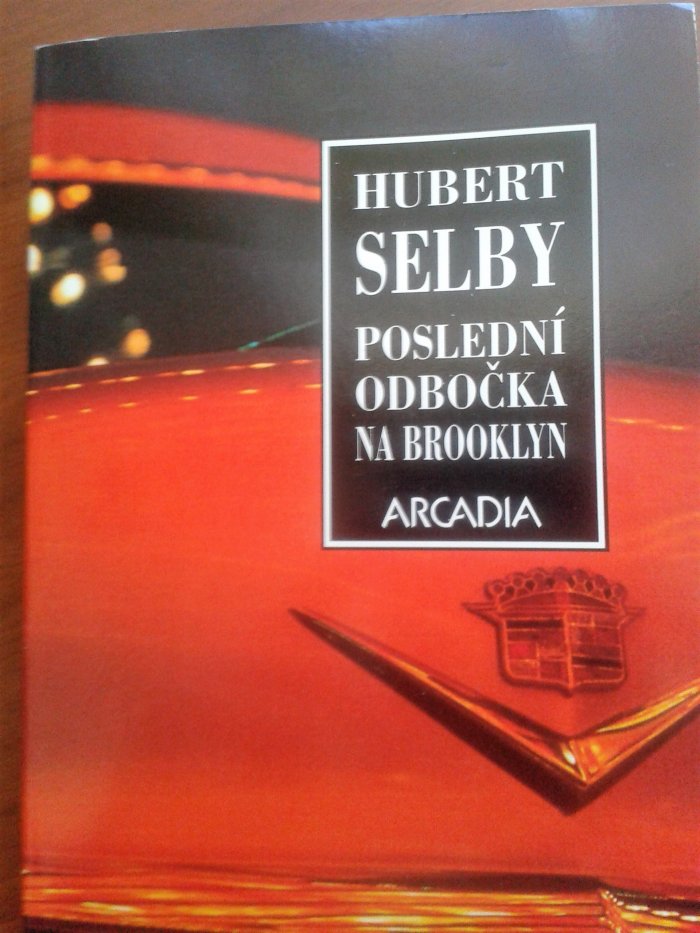 HUBERT
SELBY
POSLEDNÍ
ODBOČKA
NA BROOKLYN
ARCADIA